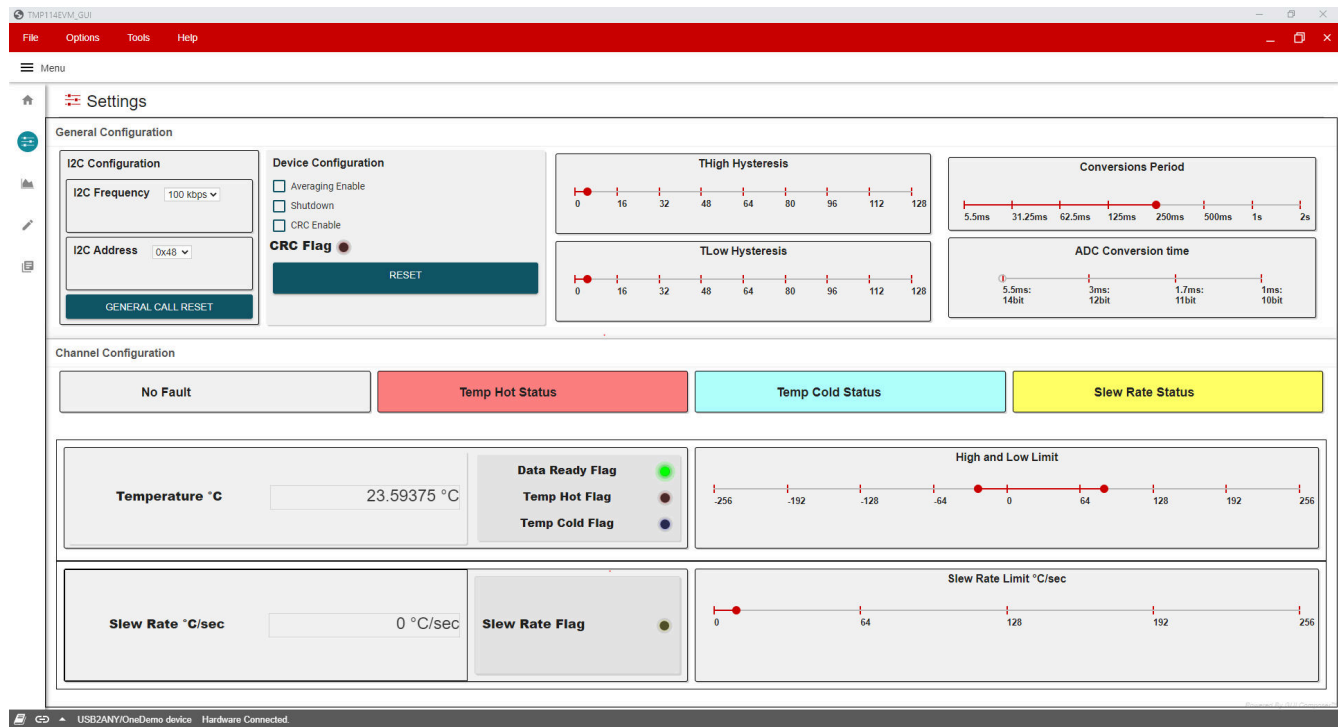 TMP114EVM_GUI
File Options Tools Help
Menu
Settings
General Configuration
I2C Configuration
I2C Frequency 100 kbps
I2C Address 0x48
GENERAL CALL RESET
Device Configuration
Averaging Enable
Shutdown
CRC Enable
CRC Flag
RESET
THigh Hysteresis
0 16 32 48 64 80 96 112 128
TLow Hysteresis
0 16 32 48 64 80 96 112 128
Conversions Period
5.5ms 31.25ms 62.5ms 125ms 250ms 500ms 1s 2s
ADC Conversion time
5.5ms: 3ms: 1.7ms: 1ms:
14bit 12bit 11bit 10bit
Channel Configuration
No Fault Temp Hot Status Temp Cold Status Slew Rate Status
Temperature °C 23.59375 °C
Data Ready Flag
Temp Hot Flag
Temp Cold Flag
High and Low Limit
-256 -192 -128 -64 0 64 128 192 256
Slew Rate °C/sec 0 °C/sec
Slew Rate Flag
Slew Rate Limit °C/sec
0 64 128 192 256
USB2ANY/OneDemo device Hardware Connected.